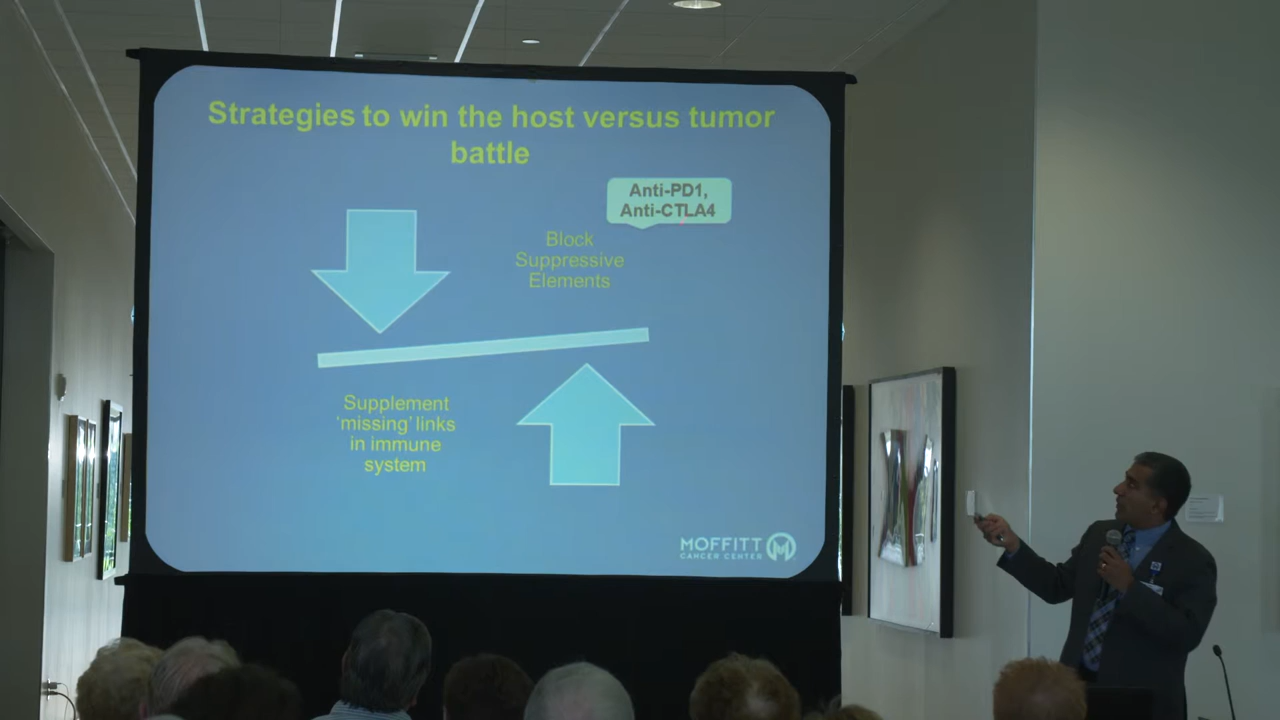 Strategies to win the host versus tumor
battle
Anti-PD1,
Anti-CTLA4
Block
Suppressive
Elements
Supplement
‘missing’ links
in immune
system
MOFFITT
CANCER CENTER